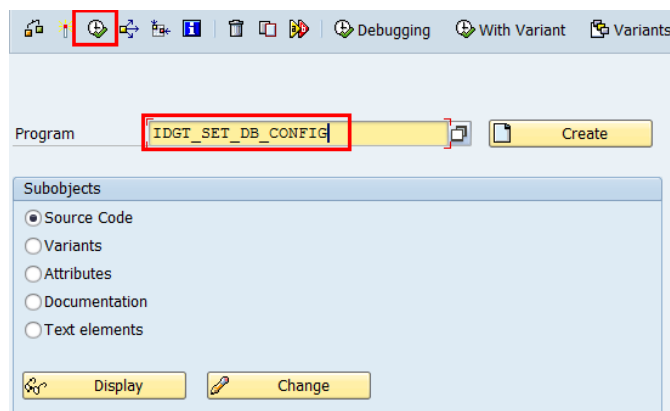 Debugging With Variant Variants
Program IDGT_SET_DB_CONFIG Create
Subobjects
Source Code
Variants
Attributes
Documentation
Text elements
Display Change